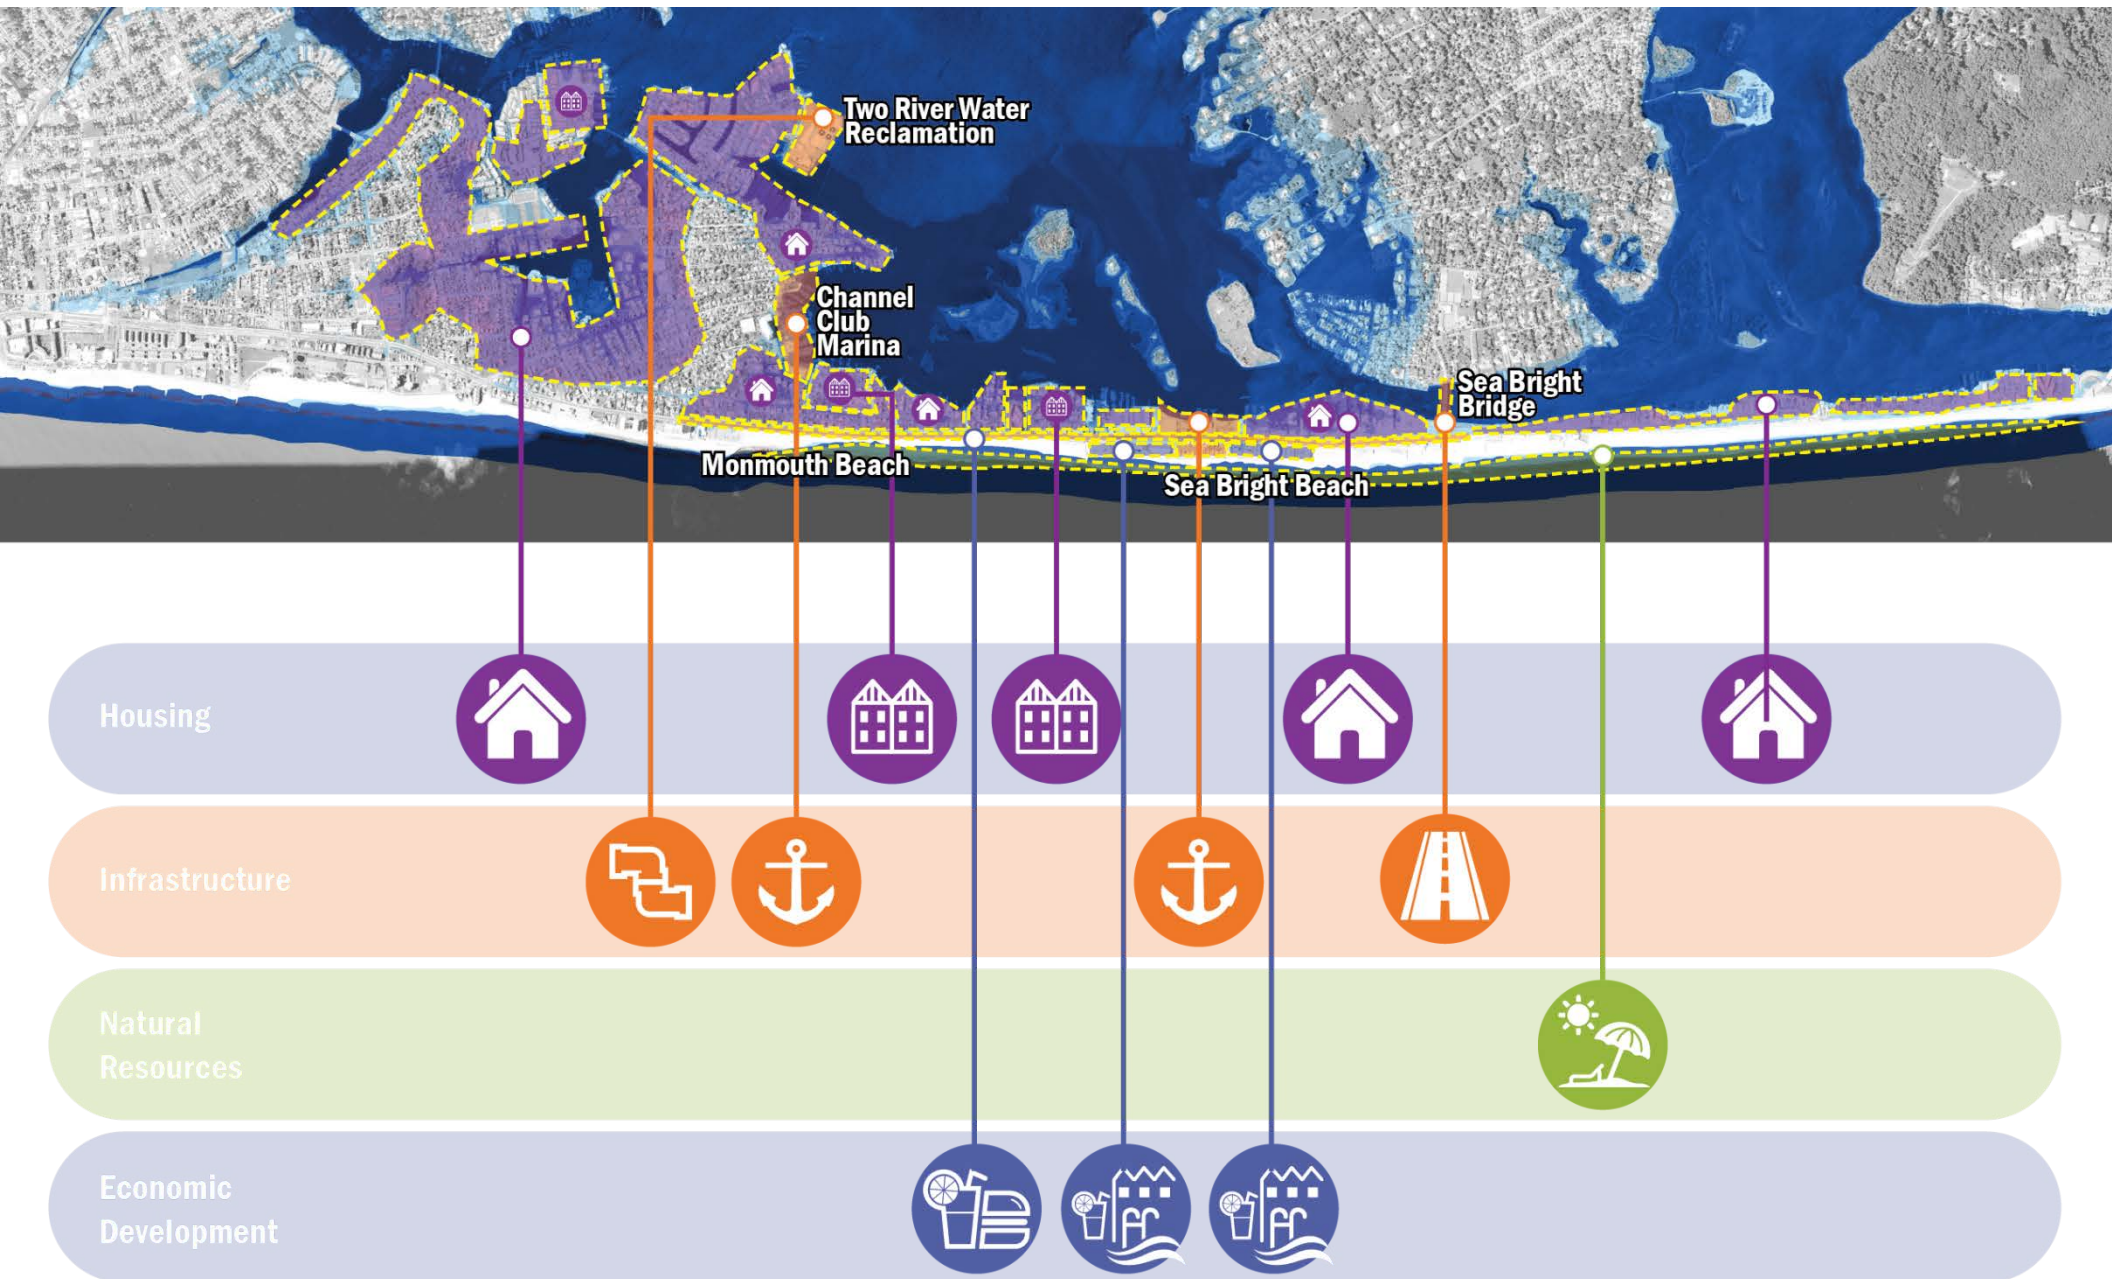 Two River Water
Reclamation
Channel
Club
Marina
Sea Bright
Bridge
Monmouth Beach
Sea Bright Beach
Housing
Infrastructure
Natural
Resources
Economic
Development